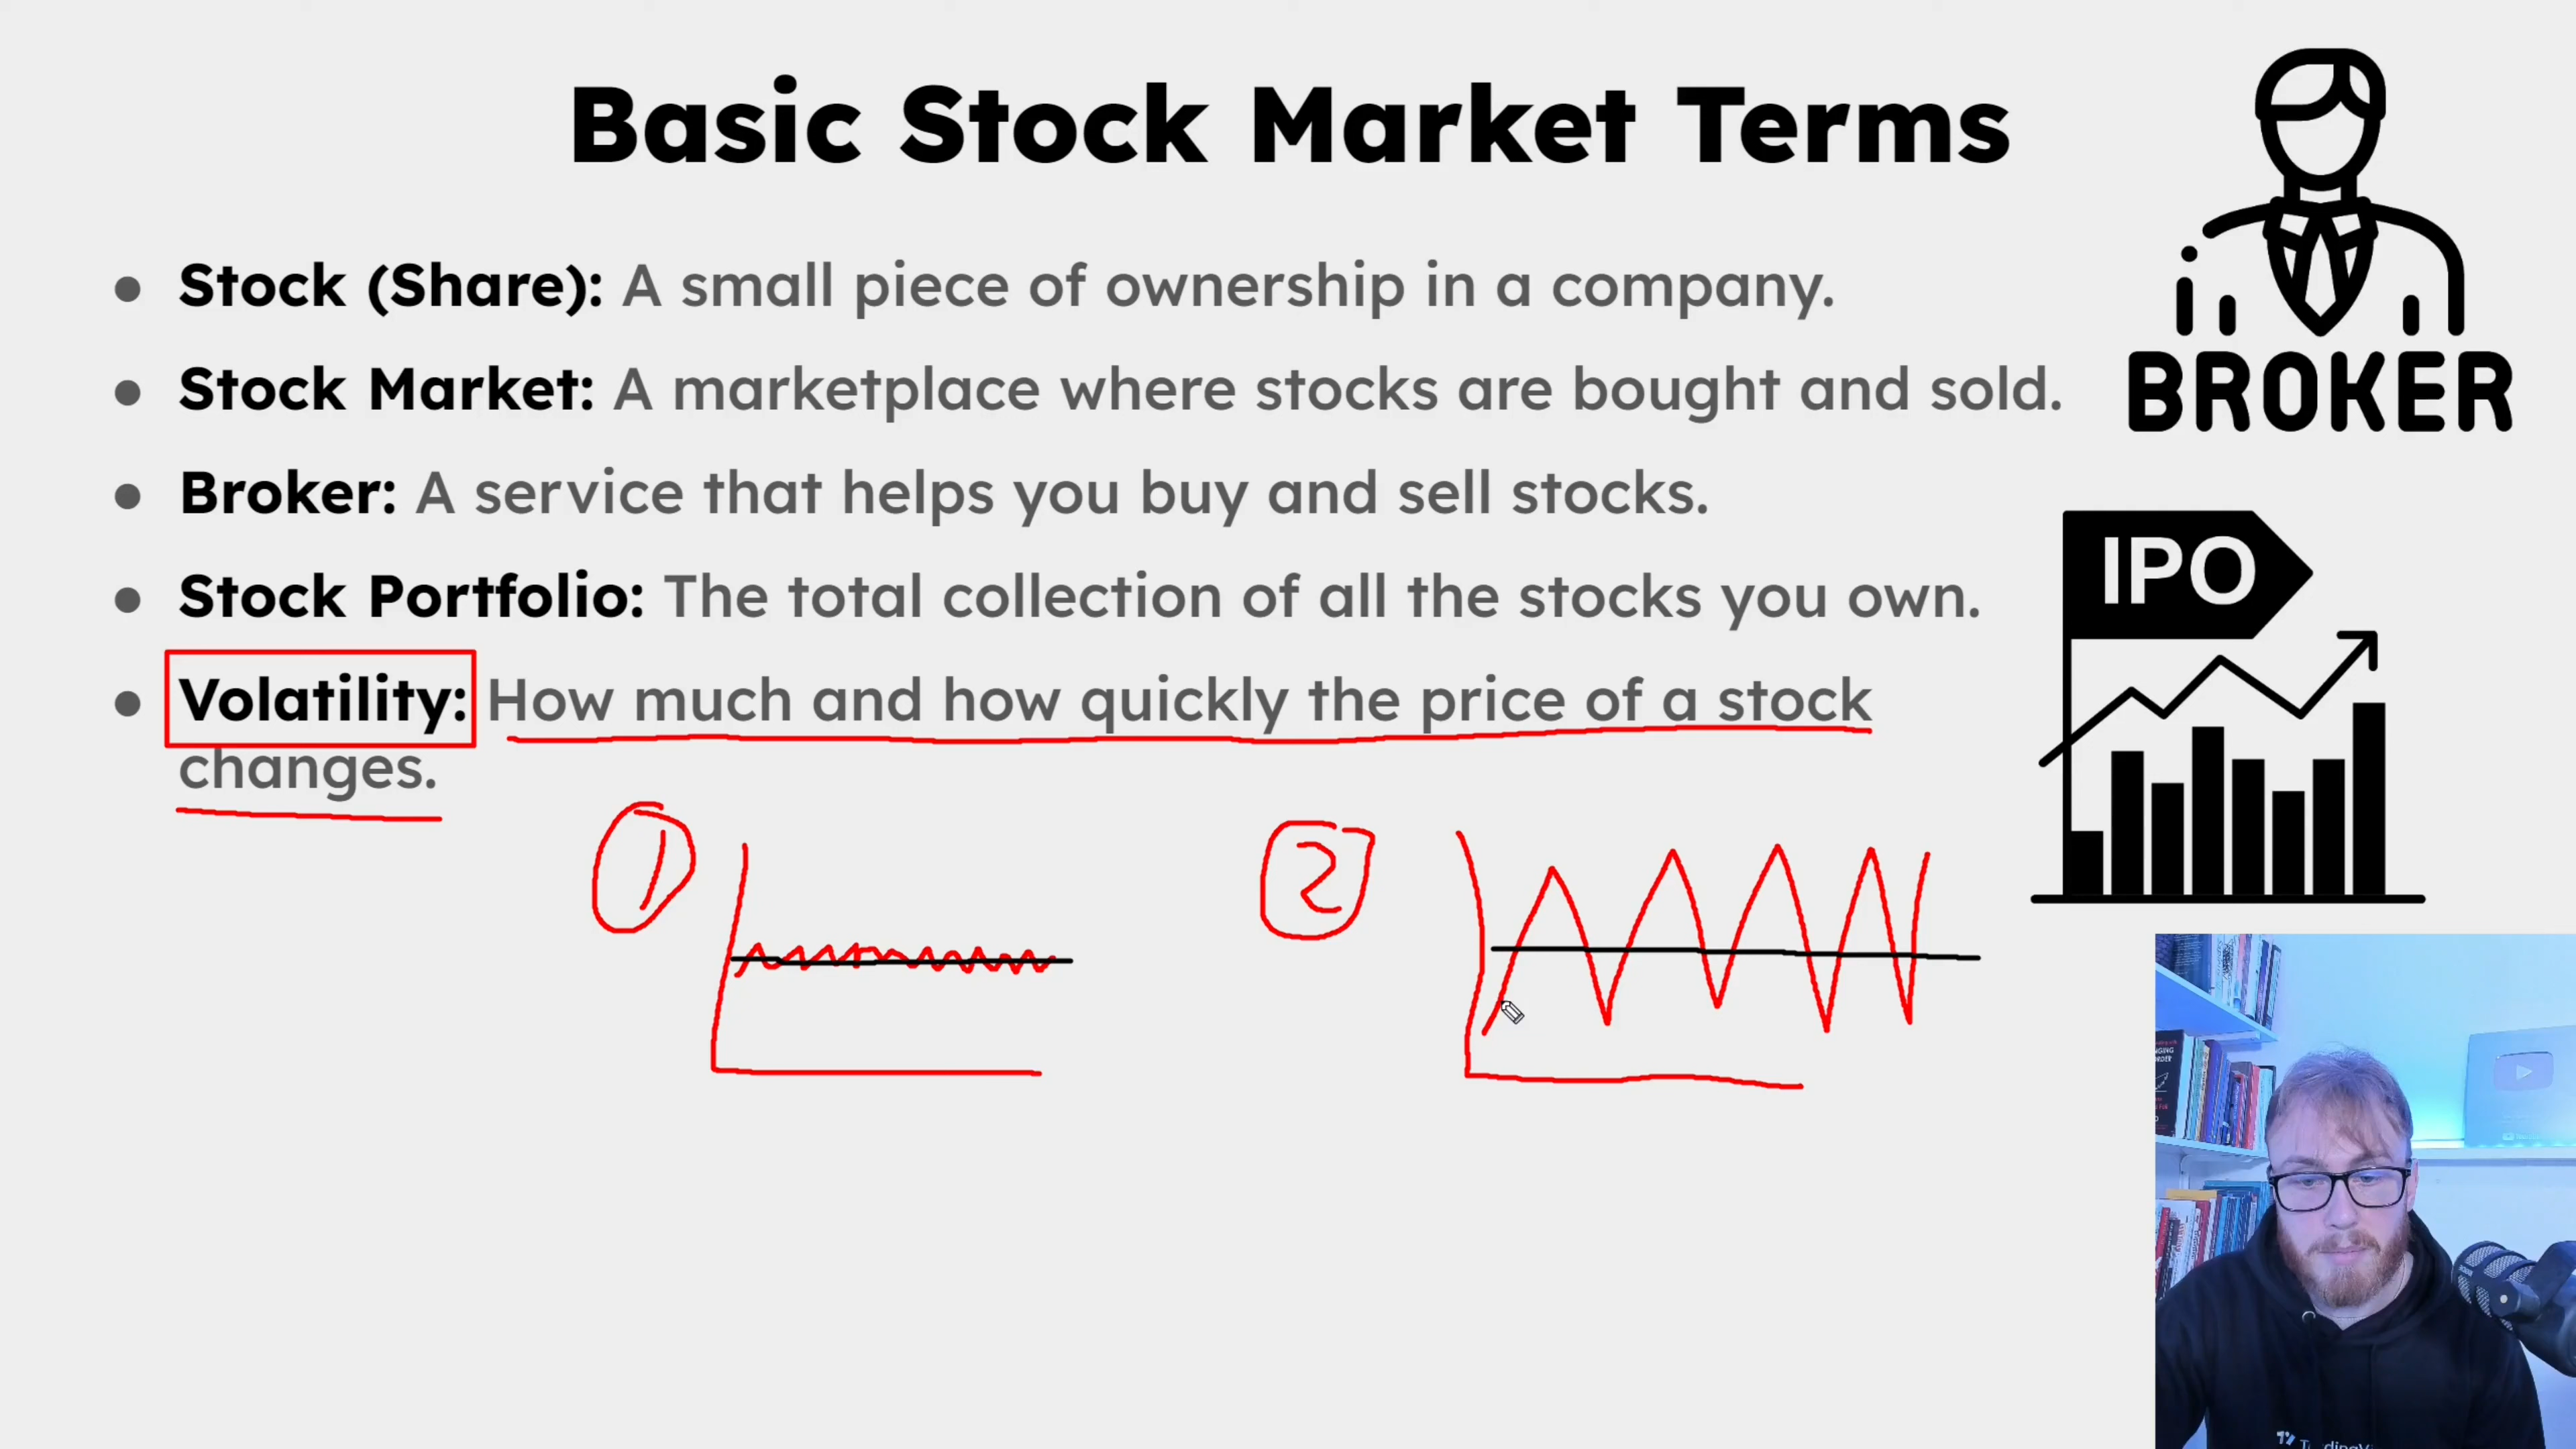 Basic Stock Market Terms
● Stock (Share): A small piece of ownership in a company.
● Stock Market: A marketplace where stocks are bought and sold.
● Broker: A service that helps you buy and sell stocks.
● Stock Portfolio: The total collection of all the stocks you own.
● Volatility: How much and how quickly the price of a stock
changes.
BROKER
IPO
1
2